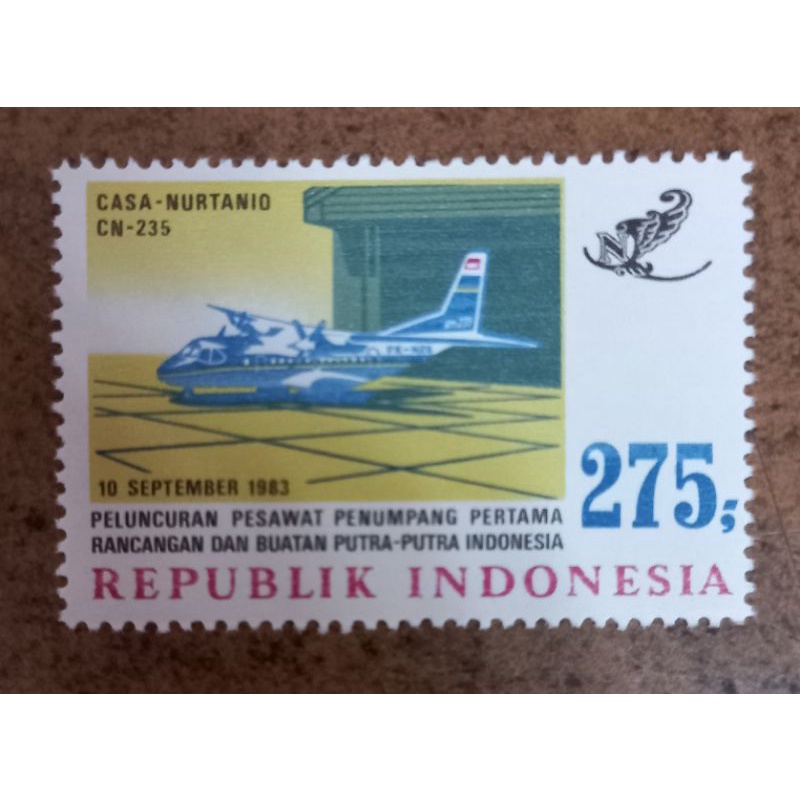 CASA-NURTANIO
CN-235
N
275,-
10 SEPTEMBER 1983
PELUNCURAN PESAWAT PENUMPANG PERTAMA
RANCANGAN DAN BUATAN PUTRA-PUTRA INDONESIA
REPUBLIK INDONESIA